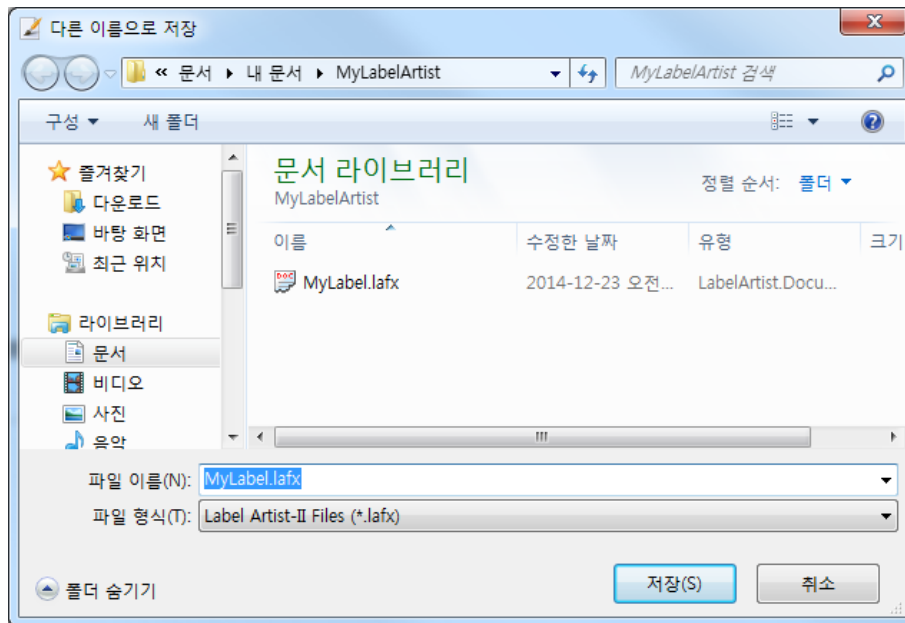 다른 이름으로 저장
« 문서 ▸ 내 문서 ▸ MyLabelArtist
MyLabelArtist 검색
구성 ▼ 새 폴더
즐겨찾기
다운로드
바탕 화면
최근 위치
라이브러리
문서
비디오
사진
음악
문서 라이브러리
MyLabelArtist
정렬 순서: 폴더 ▼
이름 수정한 날짜 유형 크기
MyLabel.lafx 2014-12-23 오전... LabelArtist.Docu...
파일 이름(N): MyLabel.lafx
파일 형식(T): Label Artist-II Files (*.lafx)
폴더 숨기기
저장(S) 취소